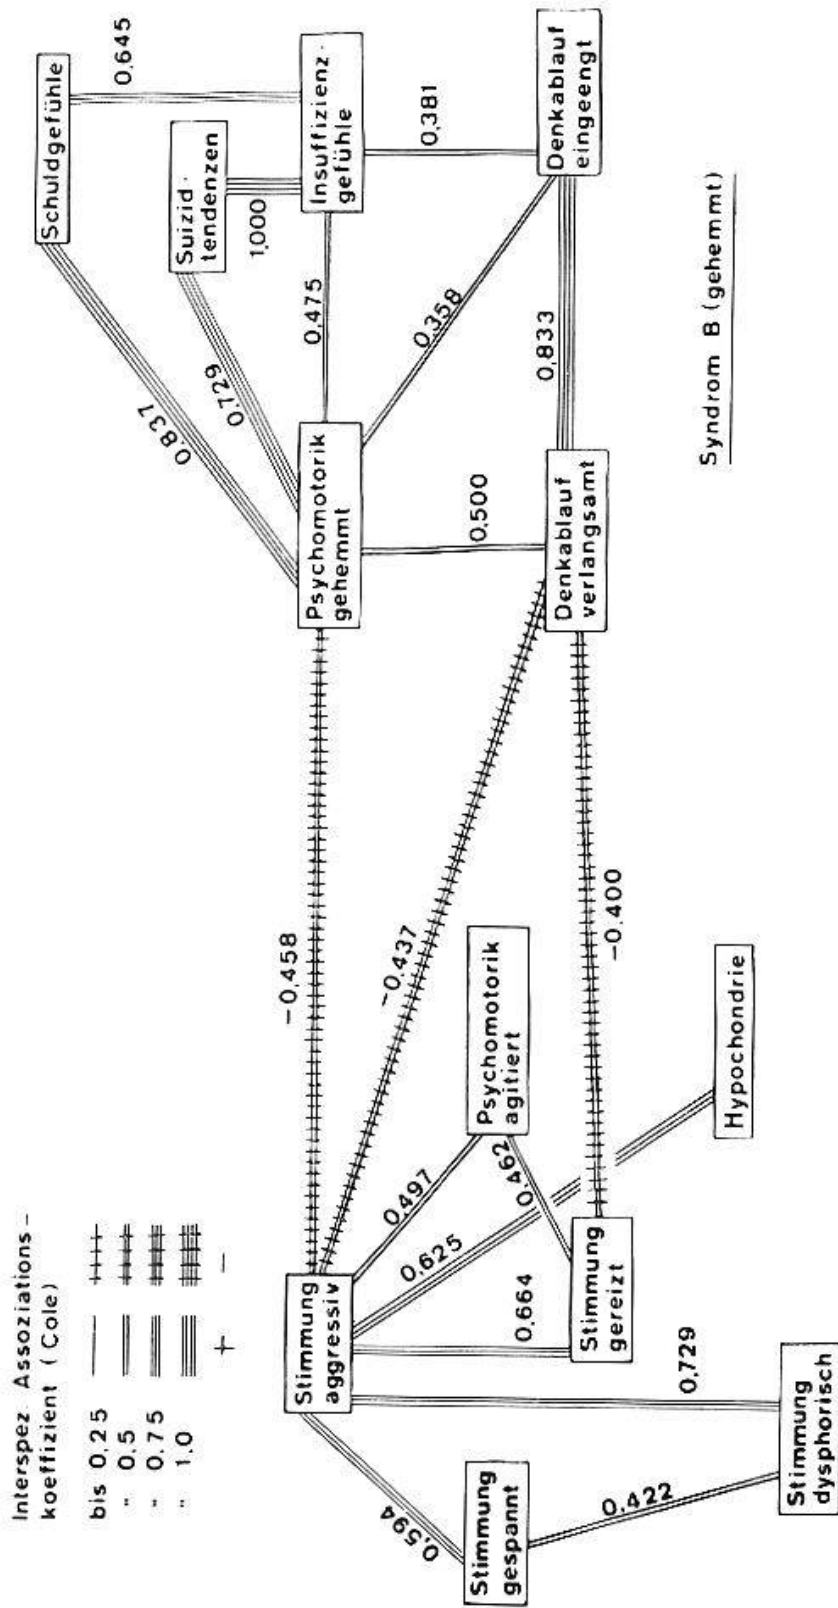 Interspez. Assoziations-
koeffizient (Cole)
bis 0,25
" 0,5
" 0,75
" 1,0
+ −
Schuldgefühle
0,645
Suizid-
tendenzen
1,000
Insuffizienz-
gefühle
0,837
0,729
0,475
0,381
Psychomotorik
gehemmt
0,358
Denkablauf
eingeengt
0,500
0,833
Denkablauf
verlangsamt
−0,458
−0,437
−0,400
Stimmung
aggressiv
0,497
Psychomotorik
agitiert
0,462
0,625
0,664
Stimmung
gereizt
Hypochondrie
0,594
0,729
Stimmung
gespannt
0,422
Stimmung
dysphorisch
Syndrom B (gehemmt)